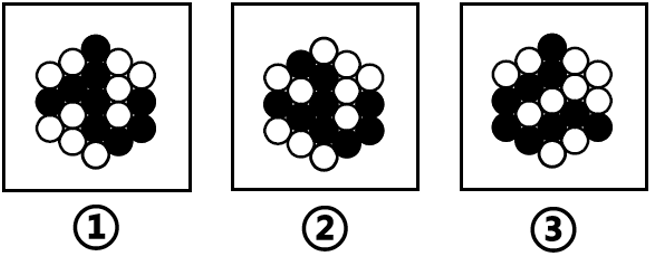 ① ② ③